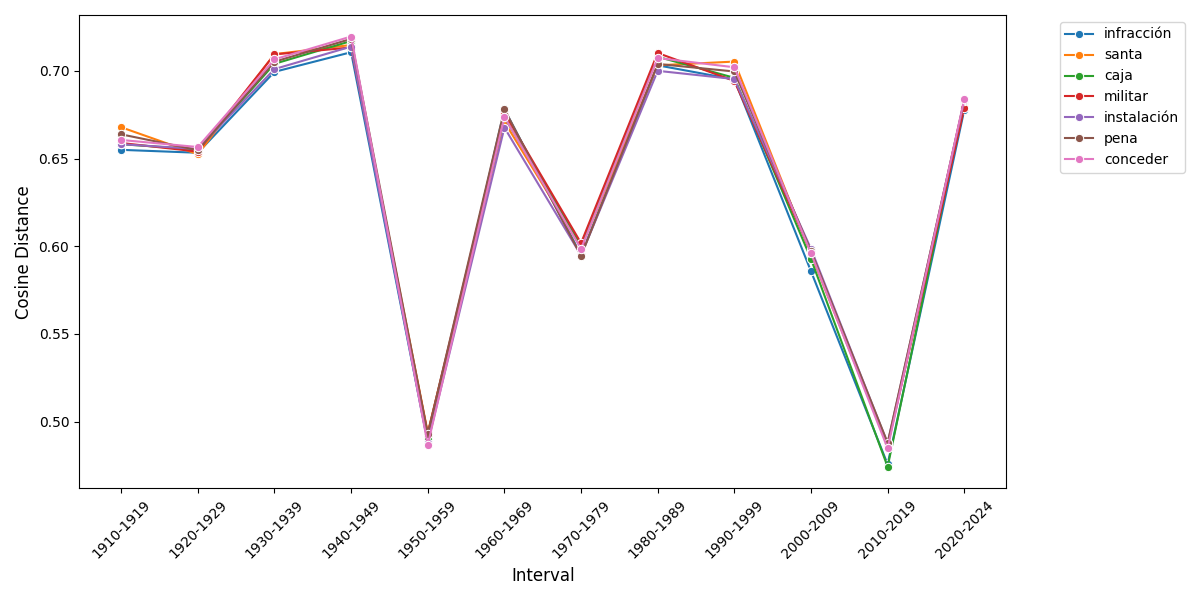 infracción
santa
caja
militar
instalación
pena
conceder
Cosine Distance
0.70
0.65
0.60
0.55
0.50
1910-1919
1920-1929
1930-1939
1940-1949
1950-1959
1960-1969
1970-1979
1980-1989
1990-1999
2000-2009
2010-2019
2020-2024
Interval